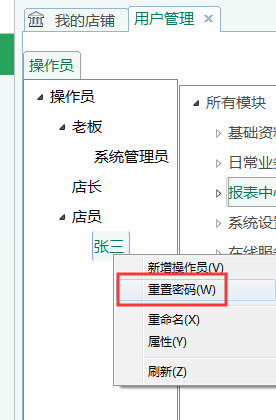 我的店铺 用户管理
操作员
操作员
老板
系统管理员
店长
店员
张三
所有模块
基础资
日常业
报表中
系统设
在线服
新增操作员(V)
重置密码(W)
重命名(X)
属性(Y)
刷新(Z)